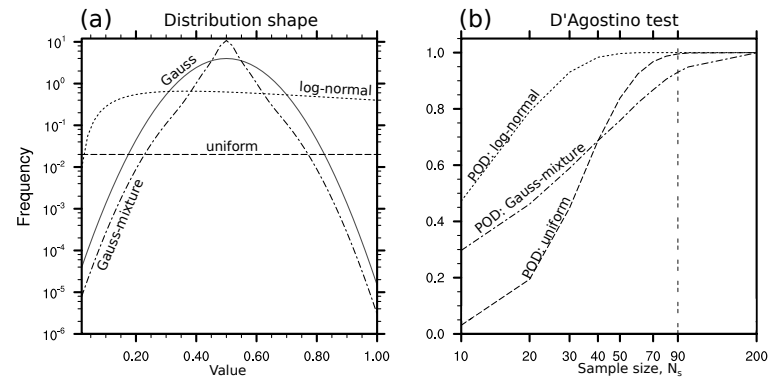 (a) Distribution shape
10^1
10^0
10^-1
10^-2
10^-3
10^-4
10^-5
10^-6
Frequency
Gauss
log-normal
uniform
Gauss-mixture
0.20 0.40 0.60 0.80 1.00
Value
(b) D'Agostino test
1.0
0.8
0.6
0.4
0.2
0.0
POD: log-normal
POD: Gauss-mixture
POD: uniform
10 20 30 40 50 70 90 200
Sample size, N_s